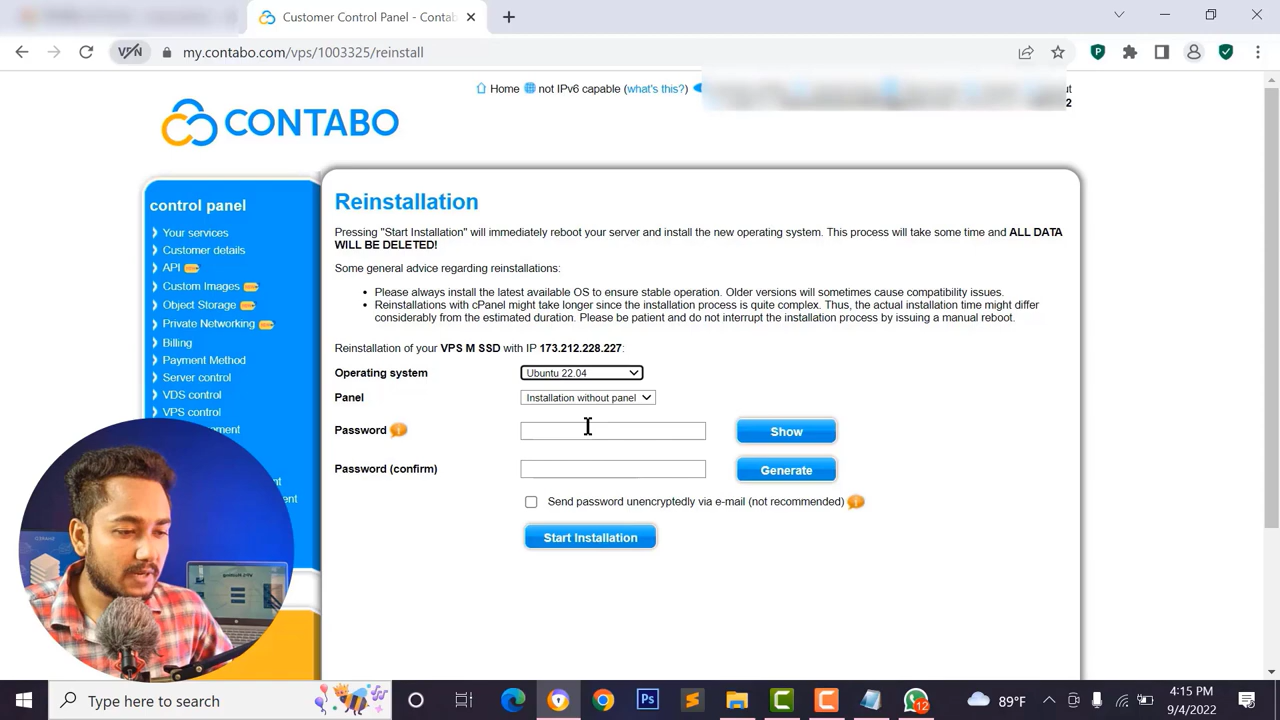 Customer Control Panel - Contab
my.contabo.com/vps/1003325/reinstall
Home not IPv6 capable (what's this?)
CONTABO
control panel
Your services
Customer details
API
Custom Images
Object Storage
Private Networking
Billing
Payment Method
Server control
VDS control
VPS control
Reinstallation
Pressing "Start Installation" will immediately reboot your server and install the new operating system. This process will take some time and ALL DATA
WILL BE DELETED!
Some general advice regarding reinstallations:
Please always install the latest available OS to ensure stable operation. Older versions will sometimes cause compatibility issues.
Reinstallations with cPanel might take longer since the installation process is quite complex. Thus, the actual installation time might differ
considerably from the estimated duration. Please be patient and do not interrupt the installation process by issuing a manual reboot.
Reinstallation of your VPS M SSD with IP 173.212.228.227:
Operating system Ubuntu 22.04
Panel Installation without panel
Password Show
Password (confirm) Generate
Send password unencryptedly via e-mail (not recommended)
Start Installation
Type here to search
Ps
12
89°F
4:15 PM
9/4/2022